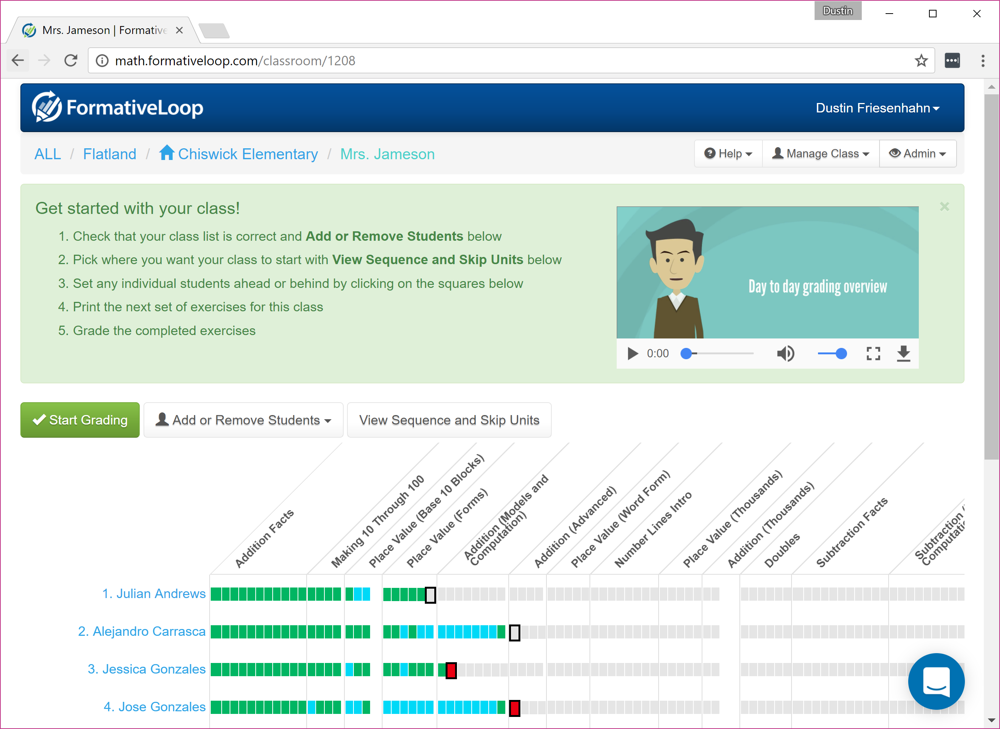 Dustin
Mrs. Jameson | Formative
math.formativeloop.com/classroom/1208
FormativeLoop
Dustin Friesenhahn
ALL / Flatland / Chiswick Elementary / Mrs. Jameson
Help
Manage Class
Admin
Get started with your class!
1. Check that your class list is correct and Add or Remove Students below
2. Pick where you want your class to start with View Sequence and Skip Units below
3. Set any individual students ahead or behind by clicking on the squares below
4. Print the next set of exercises for this class
5. Grade the completed exercises
Day to day grading overview
0:00
Start Grading
Add or Remove Students
View Sequence and Skip Units
Addition Facts
Making 10 Through 100
Place Value (Base 10 Blocks)
Place Value (Forms)
Addition (Models and
Computation)
Addition (Advanced)
Place Value (Word Form)
Number Lines Intro
Place Value (Thousands)
Addition (Thousands)
Doubles
Subtraction Facts
Subtraction (
Computati
1. Julian Andrews
2. Alejandro Carrasca
3. Jessica Gonzales
4. Jose Gonzales